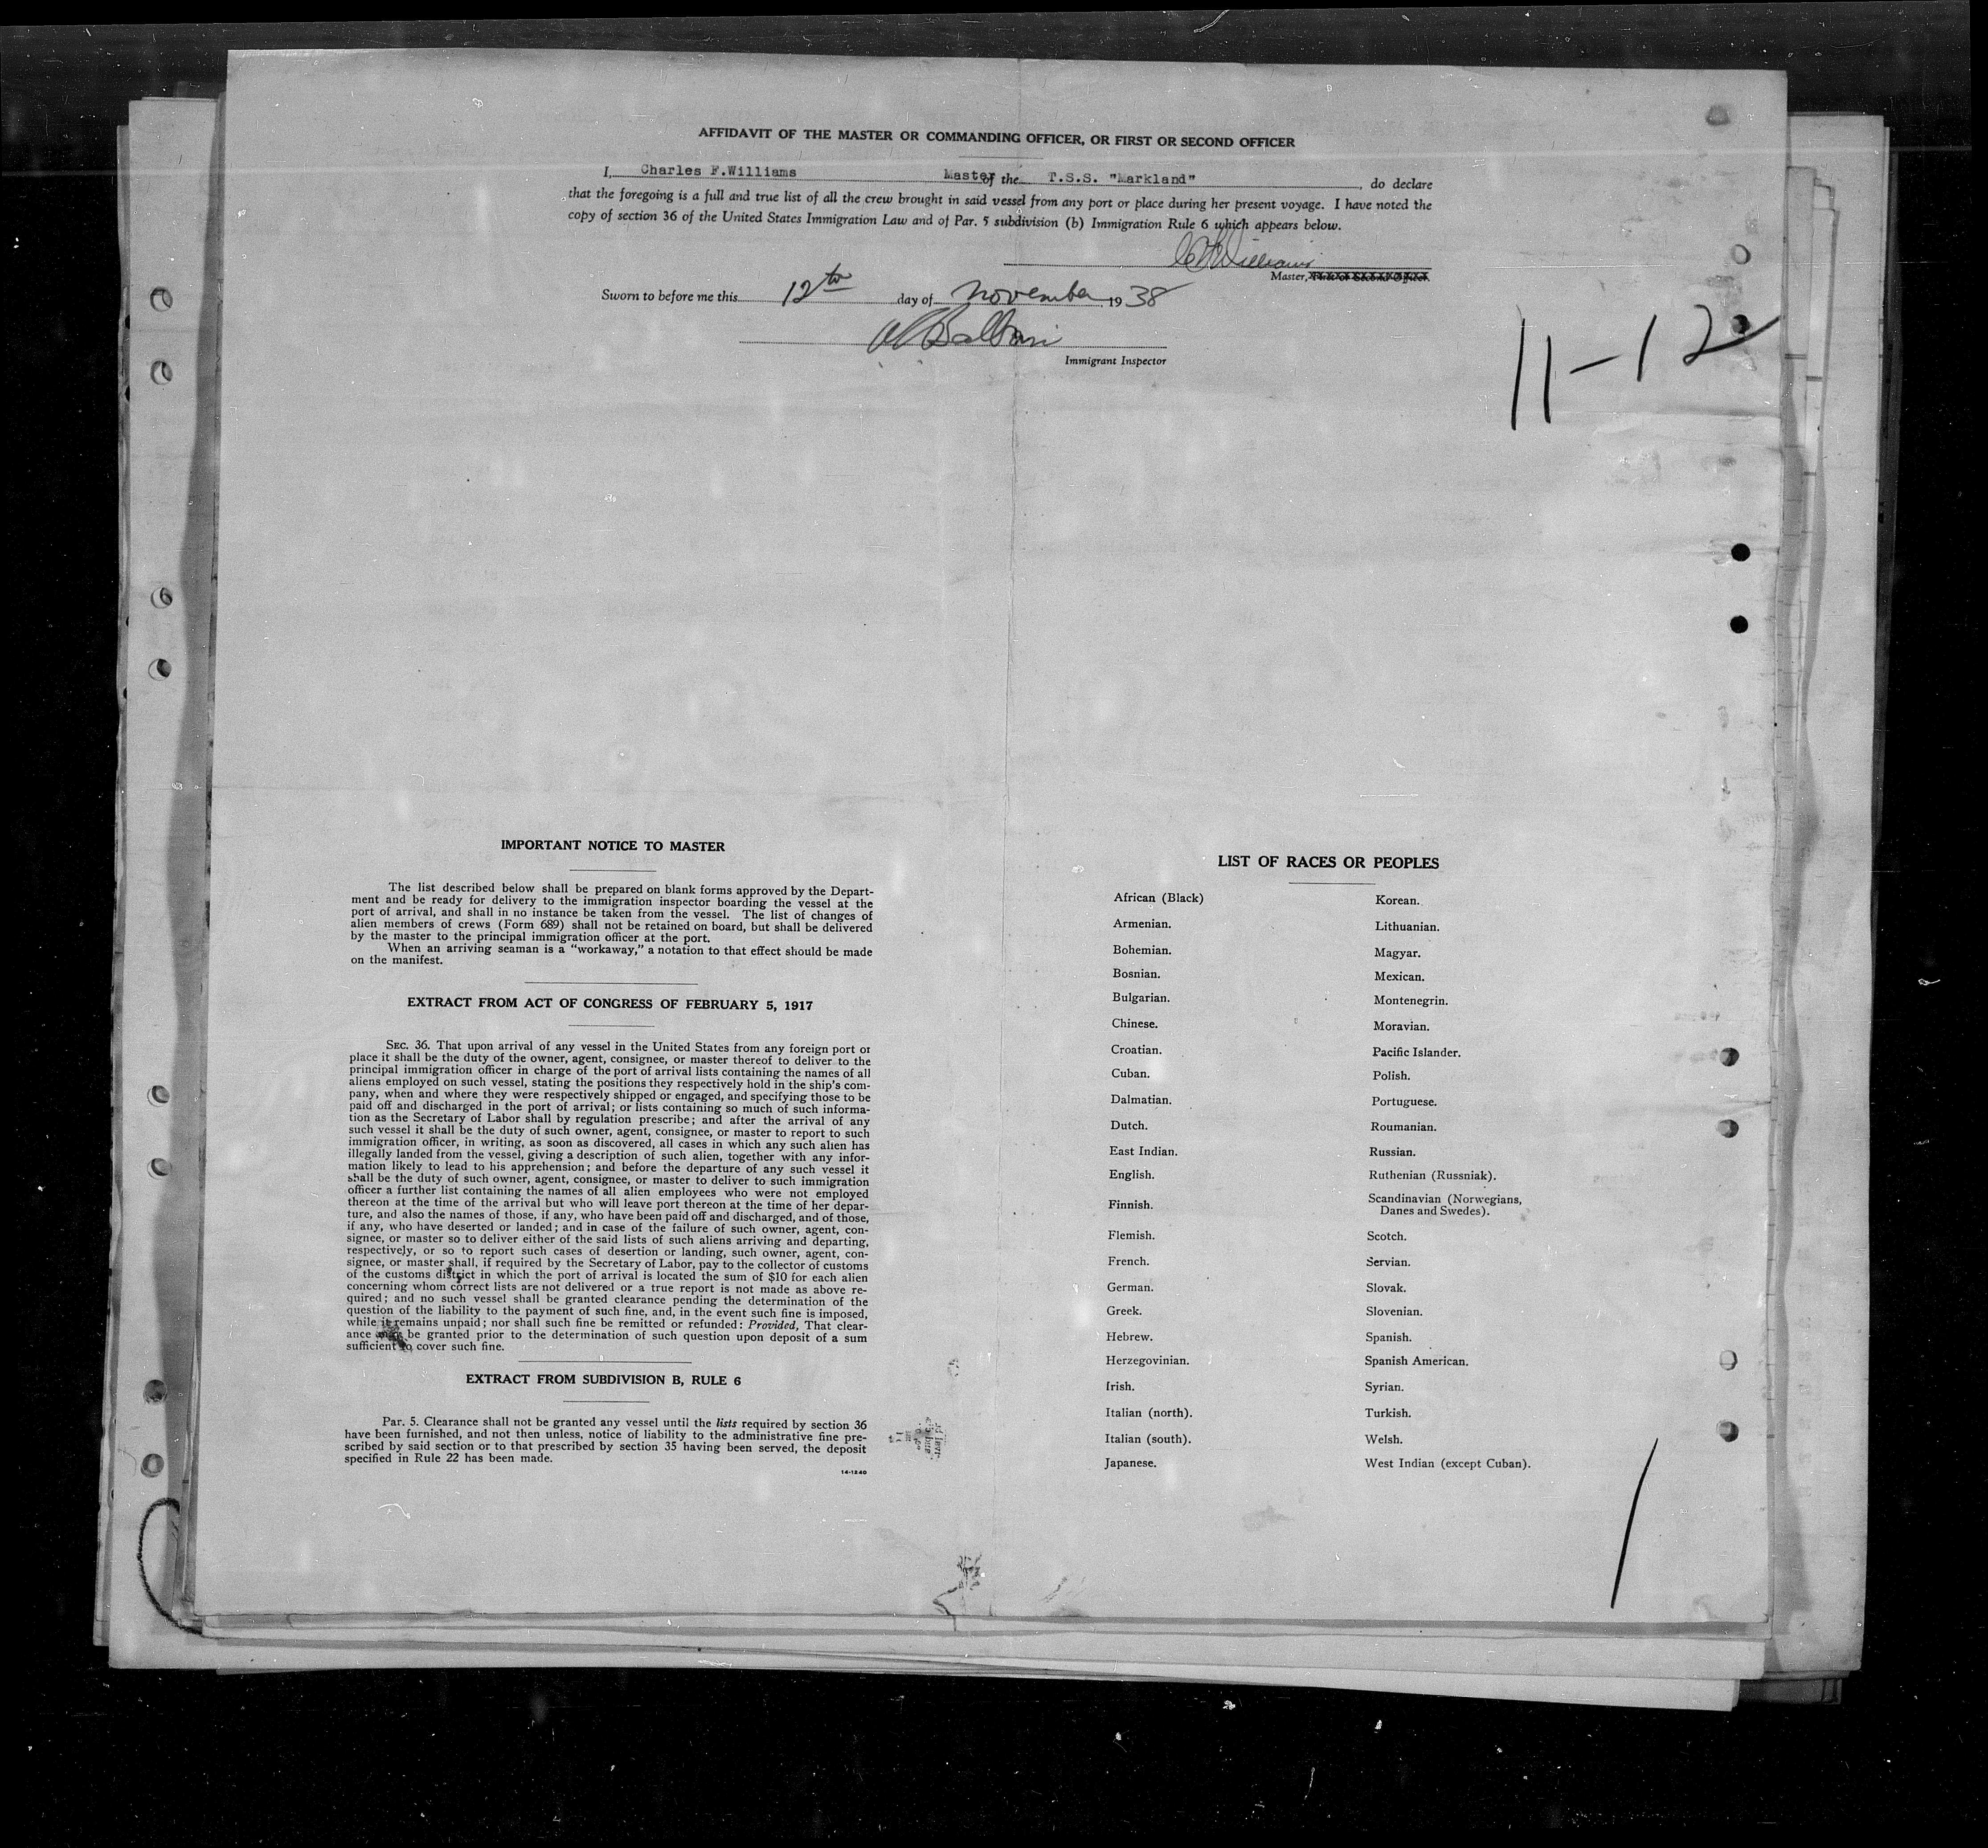 AFFIDAVIT OF THE MASTER OR COMMANDING OFFICER, OR FIRST OR SECOND OFFICER
I, Charles F.Williams Master of the T.S.S. "Markland", do declare
that the foregoing is a full and true list of all the crew brought in said vessel from any port or place during her present voyage. I have noted the
copy of section 36 of the United States Immigration Law and of Par. 5 subdivision (b) Immigration Rule 6 which appears below.
CF Williams
Master, First or Second Officer.
Sworn to before me this 12th day of November, 1938
Immigrant Inspector
11-12
IMPORTANT NOTICE TO MASTER
The list described below shall be prepared on blank forms approved by the Depart-
ment and be ready for delivery to the immigration inspector boarding the vessel at the
port of arrival, and shall in no instance be taken from the vessel. The list of changes of
alien members of crews (Form 689) shall not be retained on board, but shall be delivered
by the master to the principal immigration officer at the port.
When an arriving seaman is a "workaway," a notation to that effect should be made
on the manifest.
EXTRACT FROM ACT OF CONGRESS OF FEBRUARY 5, 1917
SEC. 36. That upon arrival of any vessel in the United States from any foreign port or
place it shall be the duty of the owner, agent, consignee, or master thereof to deliver to the
principal immigration officer in charge of the port of arrival lists containing the names of all
aliens employed on such vessel, stating the positions they respectively hold in the ship's com-
pany, when and where they were respectively shipped or engaged, and specifying those to be
paid off and discharged in the port of arrival; or lists containing so much of such informa-
tion as the Secretary of Labor shall by regulation prescribe; and after the arrival of any
such vessel it shall be the duty of such owner, agent, consignee, or master to report to such
immigration officer, in writing, as soon as discovered, all cases in which any such alien has
illegally landed from the vessel, giving a description of such alien, together with any infor-
mation likely to lead to his apprehension; and before the departure of any such vessel it
shall be the duty of such owner, agent, consignee, or master to deliver to such immigration
officer a further list containing the names of all alien employees who were not employed
thereon at the time of the arrival but who will leave port thereon at the time of her depar-
ture, and also the names of those, if any, who have been paid off and discharged, and of those,
if any, who have deserted or landed; and in case of the failure of such owner, agent, con-
signee, or master so to deliver either of the said lists of such aliens arriving and departing,
respectively, or so to report such cases of desertion or landing, such owner, agent, con-
signee, or master shall, if required by the Secretary of Labor, pay to the collector of customs
of the customs district in which the port of arrival is located the sum of $10 for each alien
concerning whom correct lists are not delivered or a true report is not made as above re-
quired; and no such vessel shall be granted clearance pending the determination of the
question of the liability to the payment of such fine, and, in the event such fine is imposed,
while it remains unpaid; nor shall such fine be remitted or refunded: Provided, That clear-
ance may be granted prior to the determination of such question upon deposit of a sum
sufficient to cover such fine.
EXTRACT FROM SUBDIVISION B, RULE 6
Par. 5. Clearance shall not be granted any vessel until the lists required by section 36
have been furnished, and not then unless, notice of liability to the administrative fine pre-
scribed by said section or to that prescribed by section 35 having been served, the deposit
specified in Rule 22 has been made.
14-1240
LIST OF RACES OR PEOPLES
African (Black)
Armenian.
Bohemian.
Bosnian.
Bulgarian.
Chinese.
Croatian.
Cuban.
Dalmatian.
Dutch.
East Indian.
English.
Finnish.
Flemish.
French.
German.
Greek.
Hebrew.
Herzegovinian.
Irish.
Italian (north).
Italian (south).
Japanese.
Korean.
Lithuanian.
Magyar.
Mexican.
Montenegrin.
Moravian.
Pacific Islander.
Polish.
Portuguese.
Roumanian.
Russian.
Ruthenian (Russniak).
Scandinavian (Norwegians,
Danes and Swedes).
Scotch.
Servian.
Slovak.
Slovenian.
Spanish.
Spanish American.
Syrian.
Turkish.
Welsh.
West Indian (except Cuban).